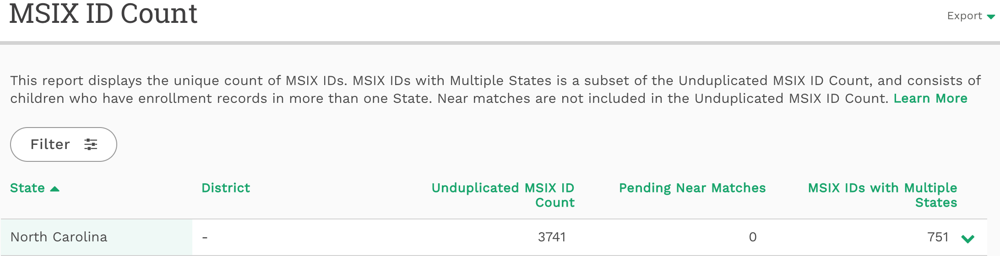 MSIX ID Count
Export
This report displays the unique count of MSIX IDs. MSIX IDs with Multiple States is a subset of the Unduplicated MSIX ID Count, and consists of
children who have enrollment records in more than one State. Near matches are not included in the Unduplicated MSIX ID Count. Learn More
Filter
State District Unduplicated MSIX ID Pending Near Matches MSIX IDs with Multiple
Count States
North Carolina - 3741 0 751